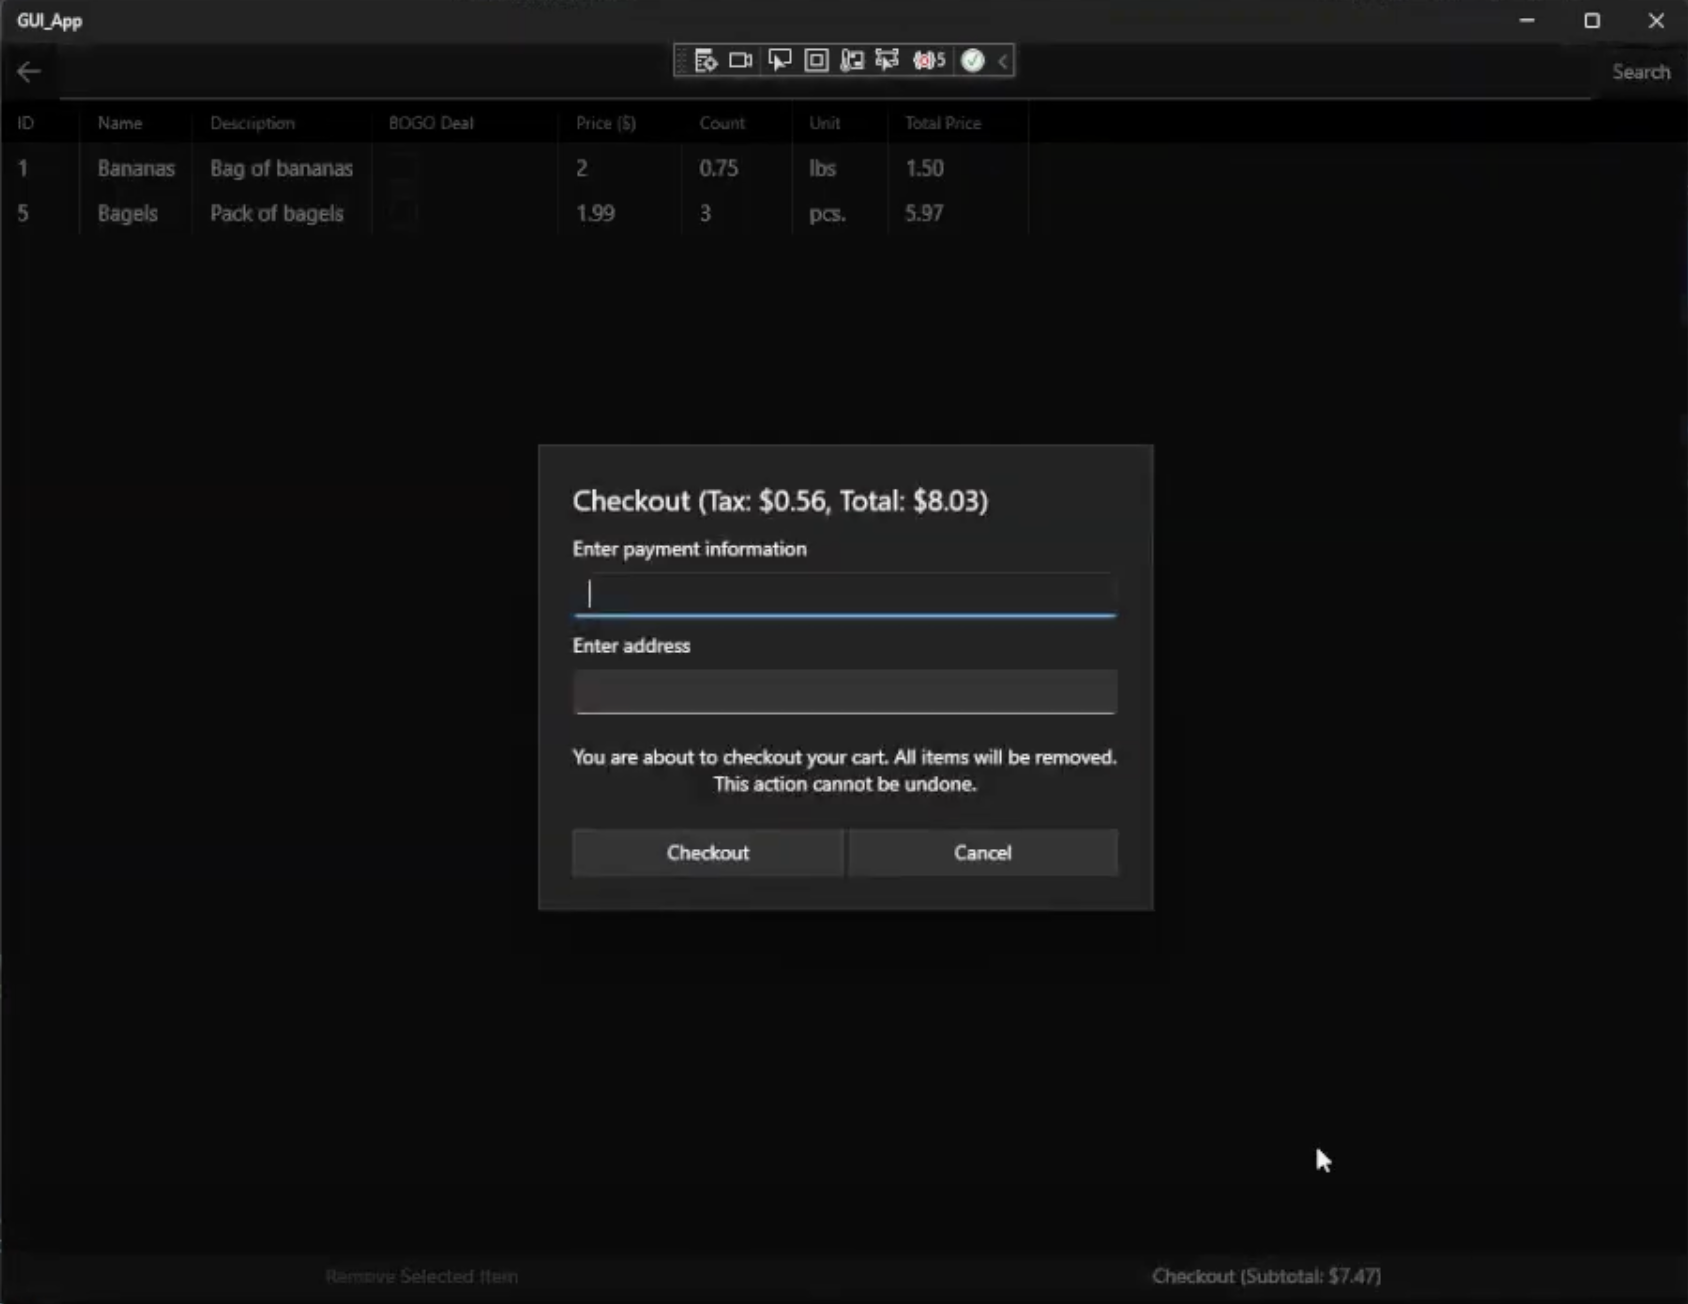 GUI_App
5
Search
ID Name Description BOGO Deal Price ($) Count Unit Total Price
1 Bananas Bag of bananas 2 0.75 lbs 1.50
5 Bagels Pack of bagels 1.99 3 pcs. 5.97
Checkout (Tax: $0.56, Total: $8.03)
Enter payment information
Enter address
You are about to checkout your cart. All items will be removed.
This action cannot be undone.
Checkout Cancel
Remove Selected Item Checkout (Subtotal: $7.47)